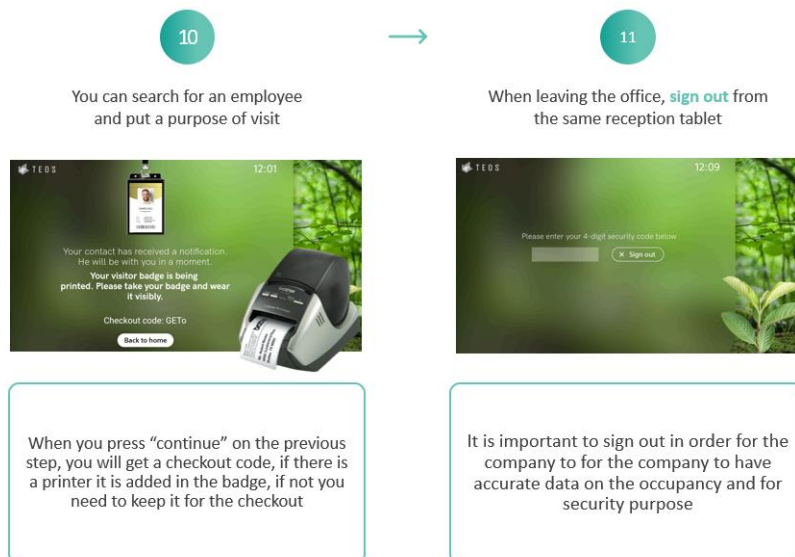 10
You can search for an employee
and put a purpose of visit
TEOS
12:01
Your contact has received a notification.
He will be with you in a moment.
Your visitor badge is being
printed. Please take your badge and wear
it visibly.
Checkout code: GETo
Back to home
brother
When you press “continue” on the previous
step, you will get a checkout code, if there is
a printer it is added in the badge, if not you
need to keep it for the checkout
11
When leaving the office, sign out from
the same reception tablet
TEOS
12:09
Please enter your 4-digit security code below
× Sign out
It is important to sign out in order for the
company to for the company to have
accurate data on the occupancy and for
security purpose